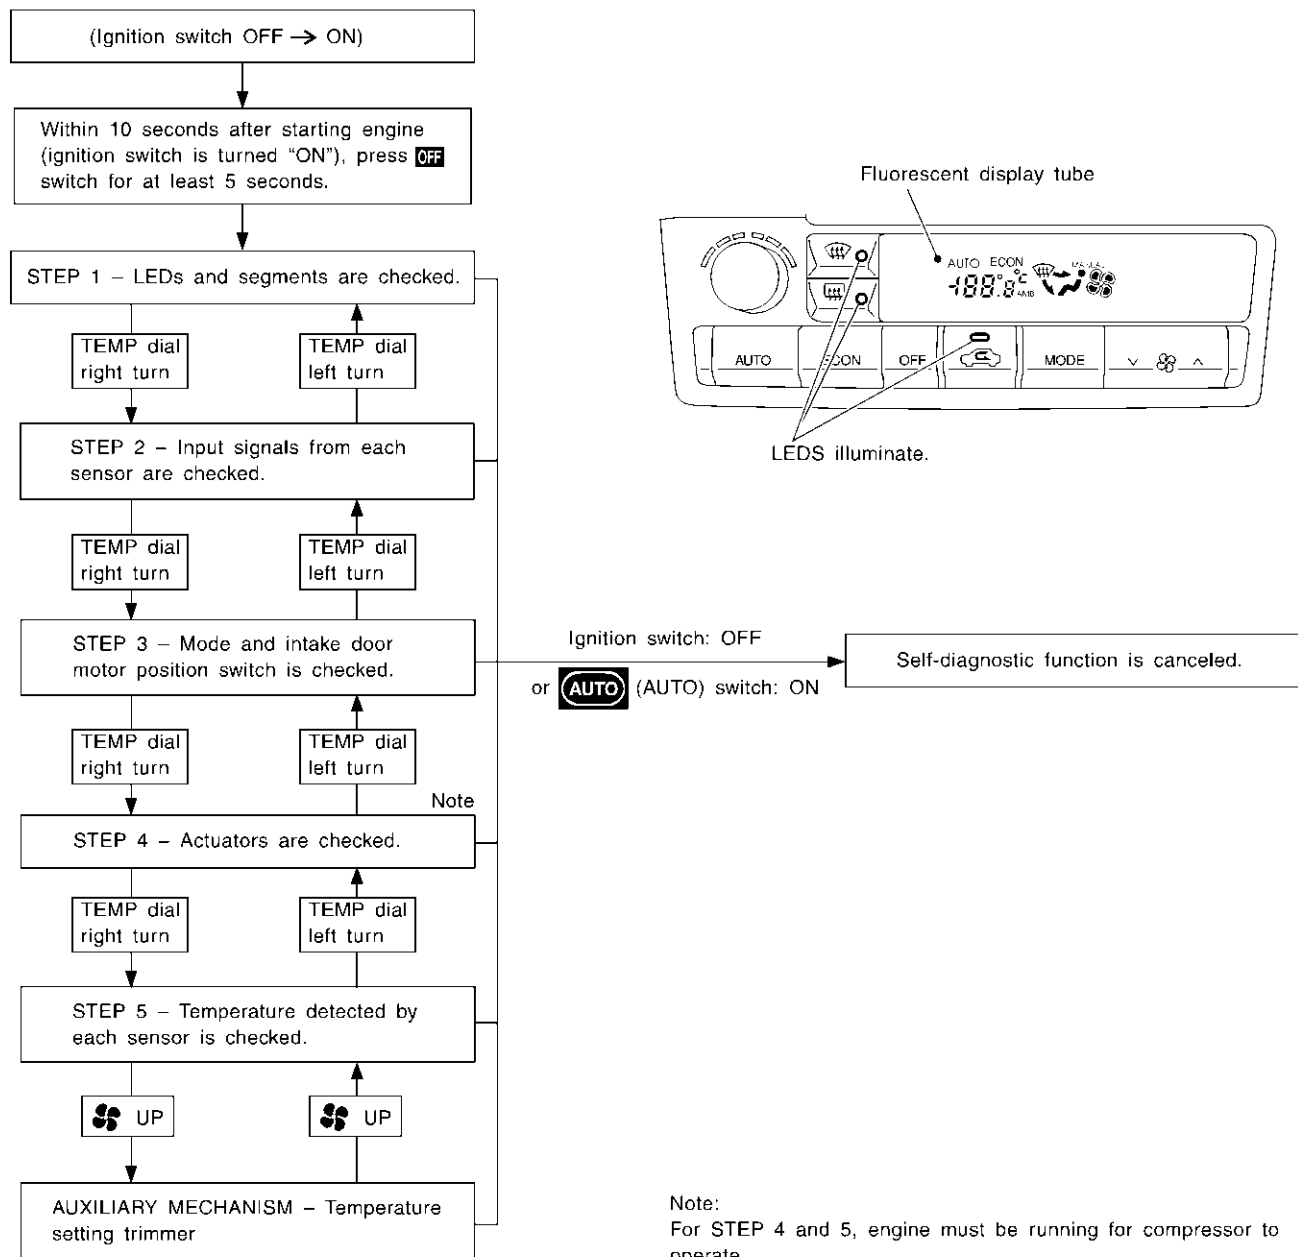 (Ignition switch OFF → ON)
Within 10 seconds after starting engine
(ignition switch is turned “ON”), press OFF
switch for at least 5 seconds.
STEP 1 – LEDs and segments are checked.
TEMP dial
right turn
TEMP dial
left turn
STEP 2 – Input signals from each
sensor are checked.
TEMP dial
right turn
TEMP dial
left turn
STEP 3 – Mode and intake door
motor position switch is checked.
TEMP dial
right turn
TEMP dial
left turn
Note
STEP 4 – Actuators are checked.
TEMP dial
right turn
TEMP dial
left turn
STEP 5 – Temperature detected by
each sensor is checked.
UP
UP
AUXILIARY MECHANISM – Temperature
setting trimmer
Ignition switch: OFF
or AUTO (AUTO) switch: ON
Self-diagnostic function is canceled.
Fluorescent display tube
AUTO ECON
MANUAL
-188.8°C
AMB
AUTO
ECON
OFF
MODE
LEDS illuminate.
Note:
For STEP 4 and 5, engine must be running for compressor to
operate